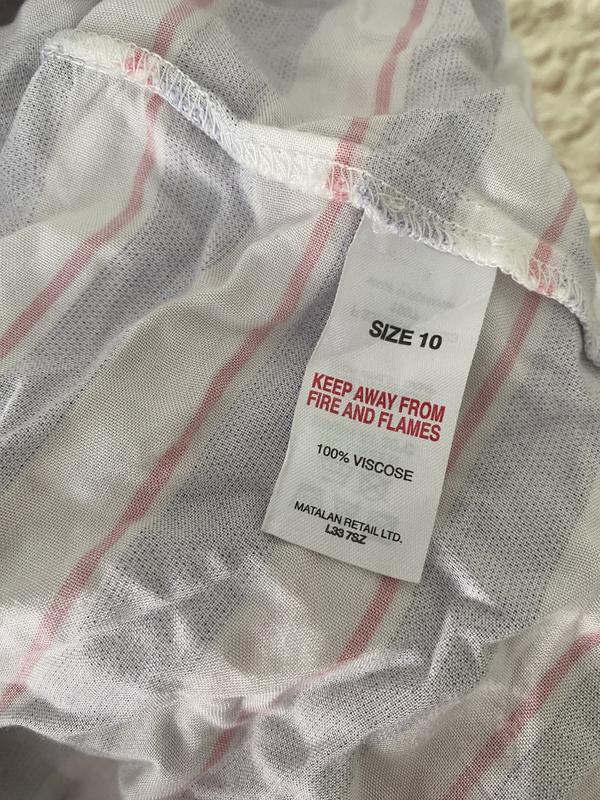 SIZE 10
KEEP AWAY FROM
FIRE AND FLAMES
100% VISCOSE
MATALAN RETAIL LTD.
L33 7SZ